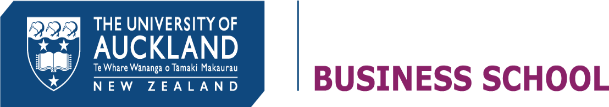 THE UNIVERSITY OF
AUCKLAND
Te Whare Wānanga o Tāmaki Makaurau
NEW ZEALAND
BUSINESS SCHOOL